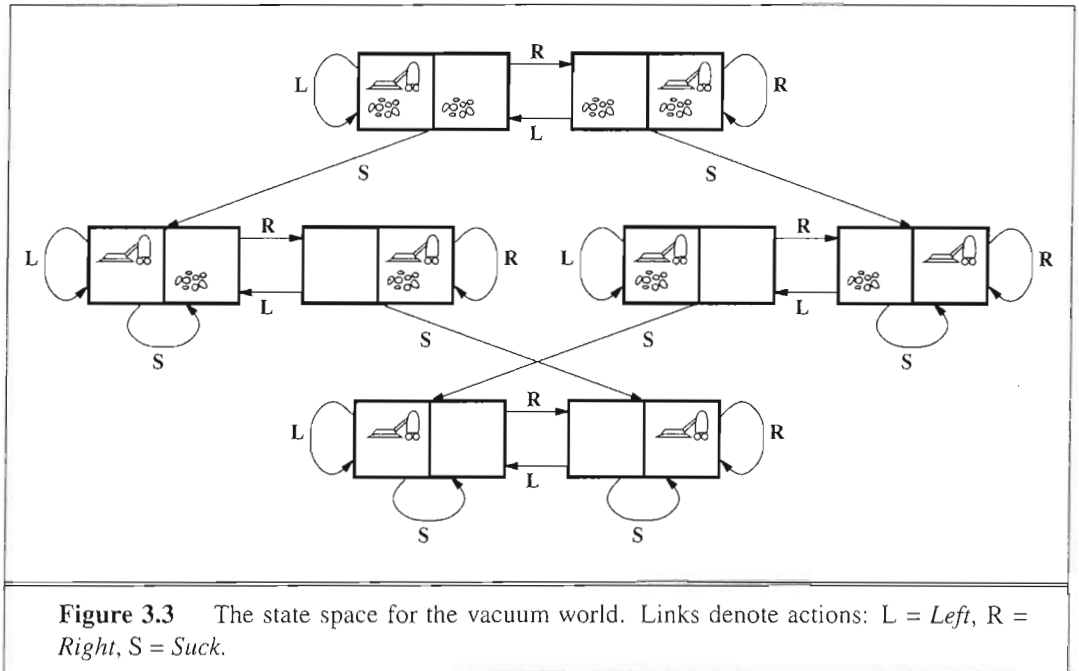 R
L R
L
S S
R R
L R L R
L L
S S S S
R
L R
L
S S
Figure 3.3 The state space for the vacuum world. Links denote actions: L = Left, R =
Right, S = Suck.